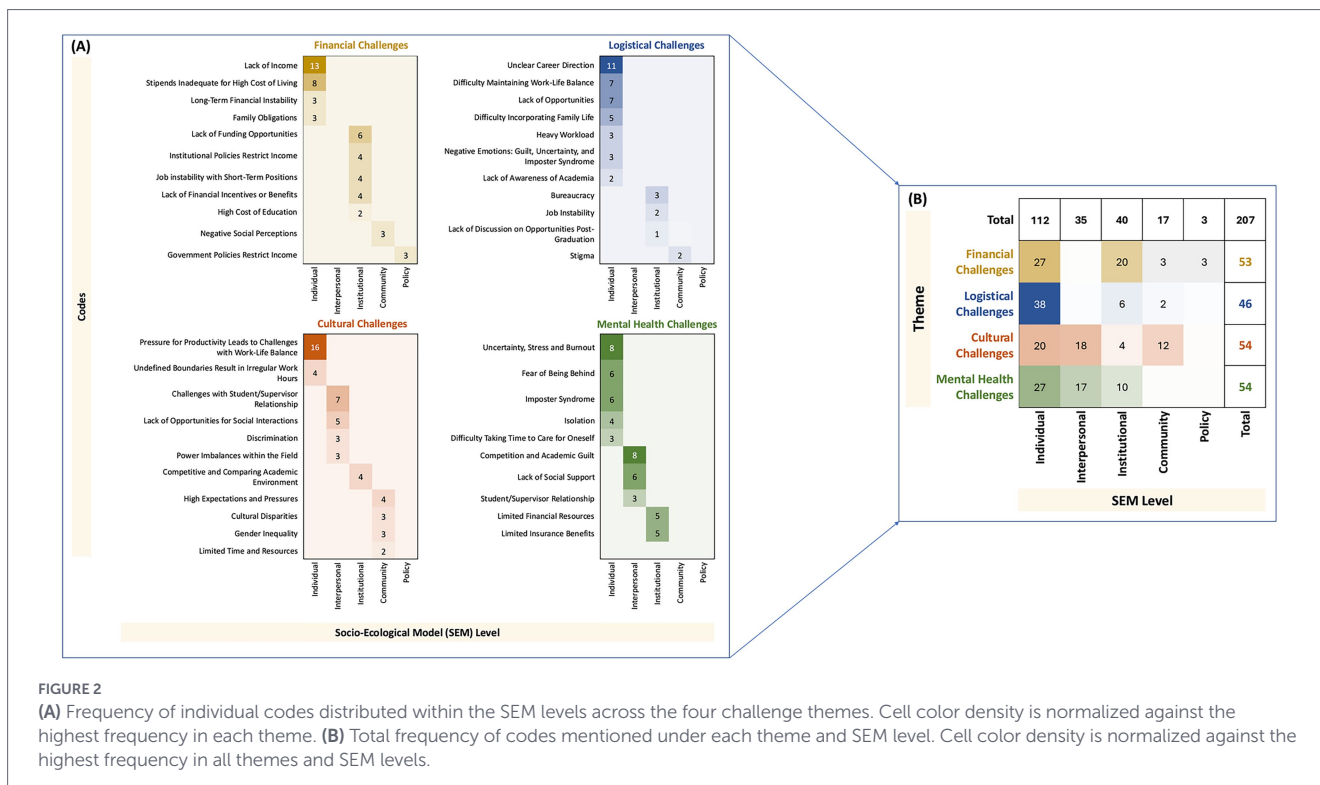 (A)
Financial Challenges
Lack of Income 13
Stipends Inadequate for High Cost of Living 8
Long-Term Financial Instability 3
Family Obligations 3
Lack of Funding Opportunities 6
Institutional Policies Restrict Income 4
Job instability with Short-Term Positions 4
Lack of Financial Incentives or Benefits 4
High Cost of Education 2
Negative Social Perceptions 3
Government Policies Restrict Income 3
Individual
Interpersonal
Institutional
Community
Policy
Logistical Challenges
Unclear Career Direction 11
Difficulty Maintaining Work-Life Balance 7
Lack of Opportunities 7
Difficulty Incorporating Family Life 5
Heavy Workload 3
Negative Emotions: Guilt, Uncertainty, and
Imposter Syndrome 3
Lack of Awareness of Academia 2
Bureaucracy 3
Job Instability 2
Lack of Discussion on Opportunities Post-
Graduation 1
Stigma 2
Individual
Interpersonal
Institutional
Community
Policy
Codes
Cultural Challenges
Pressure for Productivity Leads to Challenges
with Work-Life Balance 16
Undefined Boundaries Result in Irregular Work
Hours 4
Challenges with Student/Supervisor
Relationship 7
Lack of Opportunities for Social Interactions 5
Discrimination 3
Power Imbalances within the Field 3
Competitive and Comparing Academic
Environment 4
High Expectations and Pressures 4
Cultural Disparities 3
Gender Inequality 3
Limited Time and Resources 2
Individual
Interpersonal
Institutional
Community
Policy
Mental Health Challenges
Uncertainty, Stress and Burnout 8
Fear of Being Behind 6
Imposter Syndrome 6
Isolation 4
Difficulty Taking Time to Care for Oneself 3
Competition and Academic Guilt 8
Lack of Social Support 6
Student/Supervisor Relationship 3
Limited Financial Resources 5
Limited Insurance Benefits 5
Individual
Interpersonal
Institutional
Community
Policy
Socio-Ecological Model (SEM) Level
(B)
Theme
Total 112 35 40 17 3 207
Financial
Challenges 27 20 3 3 53
Logistical
Challenges 38 6 2 46
Cultural
Challenges 20 18 4 12 54
Mental Health
Challenges 27 17 10 54
Individual
Interpersonal
Institutional
Community
Policy
Total
SEM Level
FIGURE 2
(A) Frequency of individual codes distributed within the SEM levels across the four challenge themes. Cell color density is normalized against the
highest frequency in each theme. (B) Total frequency of codes mentioned under each theme and SEM level. Cell color density is normalized against the
highest frequency in all themes and SEM levels.